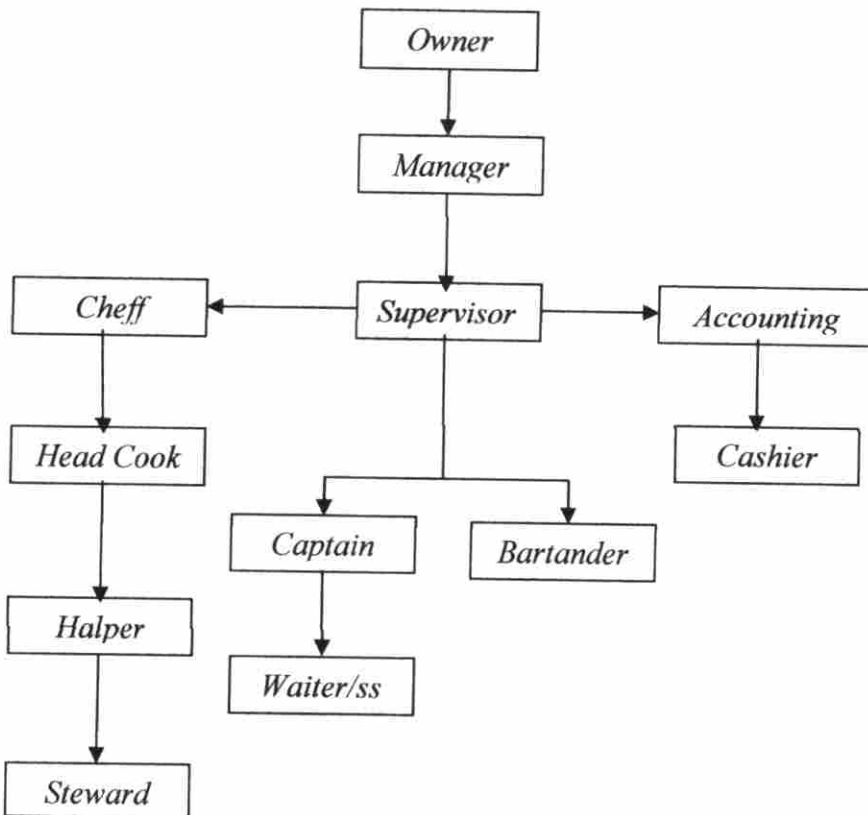 Owner
Manager
Cheff
Supervisor
Accounting
Head Cook
Cashier
Captain
Bartander
Halper
Waiter/ss
Steward